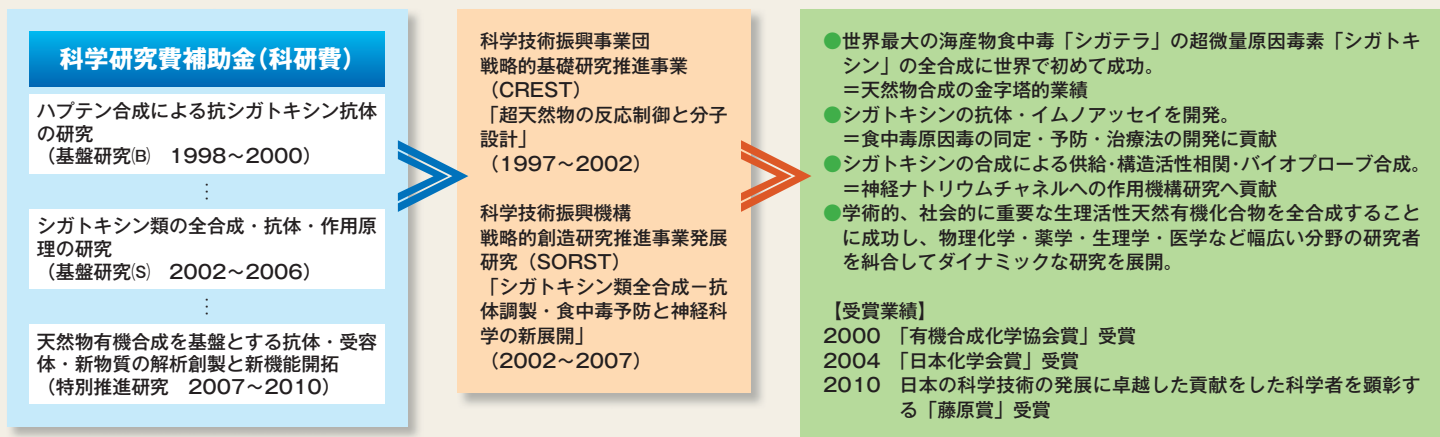 科学研究費補助金(科研費)
ハプテン合成による抗シガトキシン抗体
の研究
(基盤研究(B) 1998〜2000)
⋮
シガトキシン類の全合成・抗体・作用原
理の研究
(基盤研究(S) 2002〜2006)
⋮
天然物有機合成を基盤とする抗体・受容
体・新物質の解析創製と新機能開拓
(特別推進研究 2007〜2010)
科学技術振興事業団
戦略的基礎研究推進事業
(CREST)
「超天然物の反応制御と分子
設計」
(1997〜2002)
科学技術振興機構
戦略的創造研究推進事業発展
研究(SORST)
「シガトキシン類全合成−抗
体調製・食中毒予防と神経科
学の新展開」
(2002〜2007)
●世界最大の海産物食中毒「シガテラ」の超微量原因毒素「シガトキ
シン」の全合成に世界で初めて成功。
=天然物合成の金字塔的業績
●シガトキシンの抗体・イムノアッセイを開発。
=食中毒原因毒の同定・予防・治療法の開発に貢献
●シガトキシンの合成による供給・構造活性相関・バイオプローブ合成。
=神経ナトリウムチャネルへの作用機構研究へ貢献
●学術的、社会的に重要な生理活性天然有機化合物を全合成すること
に成功し、物理化学・薬学・生理学・医学など幅広い分野の研究者
を糾合してダイナミックな研究を展開。
【受賞業績】
2000 「有機合成化学協会賞」受賞
2004 「日本化学会賞」受賞
2010 日本の科学技術の発展に卓越した貢献をした科学者を顕彰す
る「藤原賞」受賞